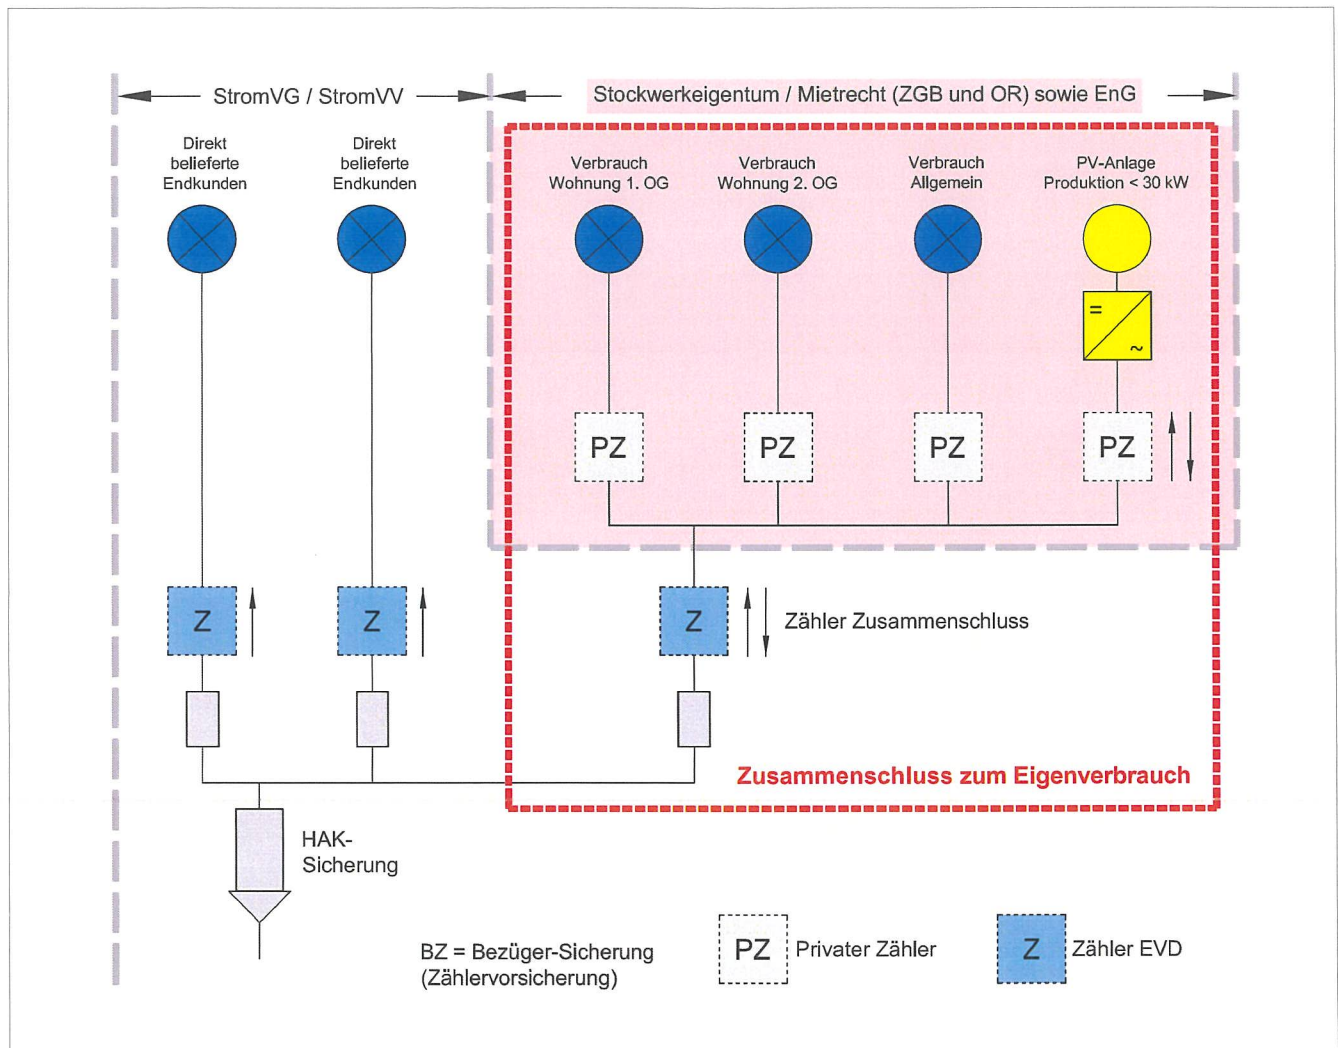 StromVG / StromVV
Stockwerkeigentum / Mietrecht (ZGB und OR) sowie EnG
Direkt
belieferte
Endkunden
Direkt
belieferte
Endkunden
Verbrauch
Wohnung 1. OG
Verbrauch
Wohnung 2. OG
Verbrauch
Allgemein
PV-Anlage
Produktion < 30 kW
=
~
PZ
PZ
PZ
PZ
Z
Z
Z
Zähler Zusammenschluss
Zusammenschluss zum Eigenverbrauch
HAK-
Sicherung
BZ = Bezüger-Sicherung
(Zählervorsicherung)
PZ
Privater Zähler
Z
Zähler EVD